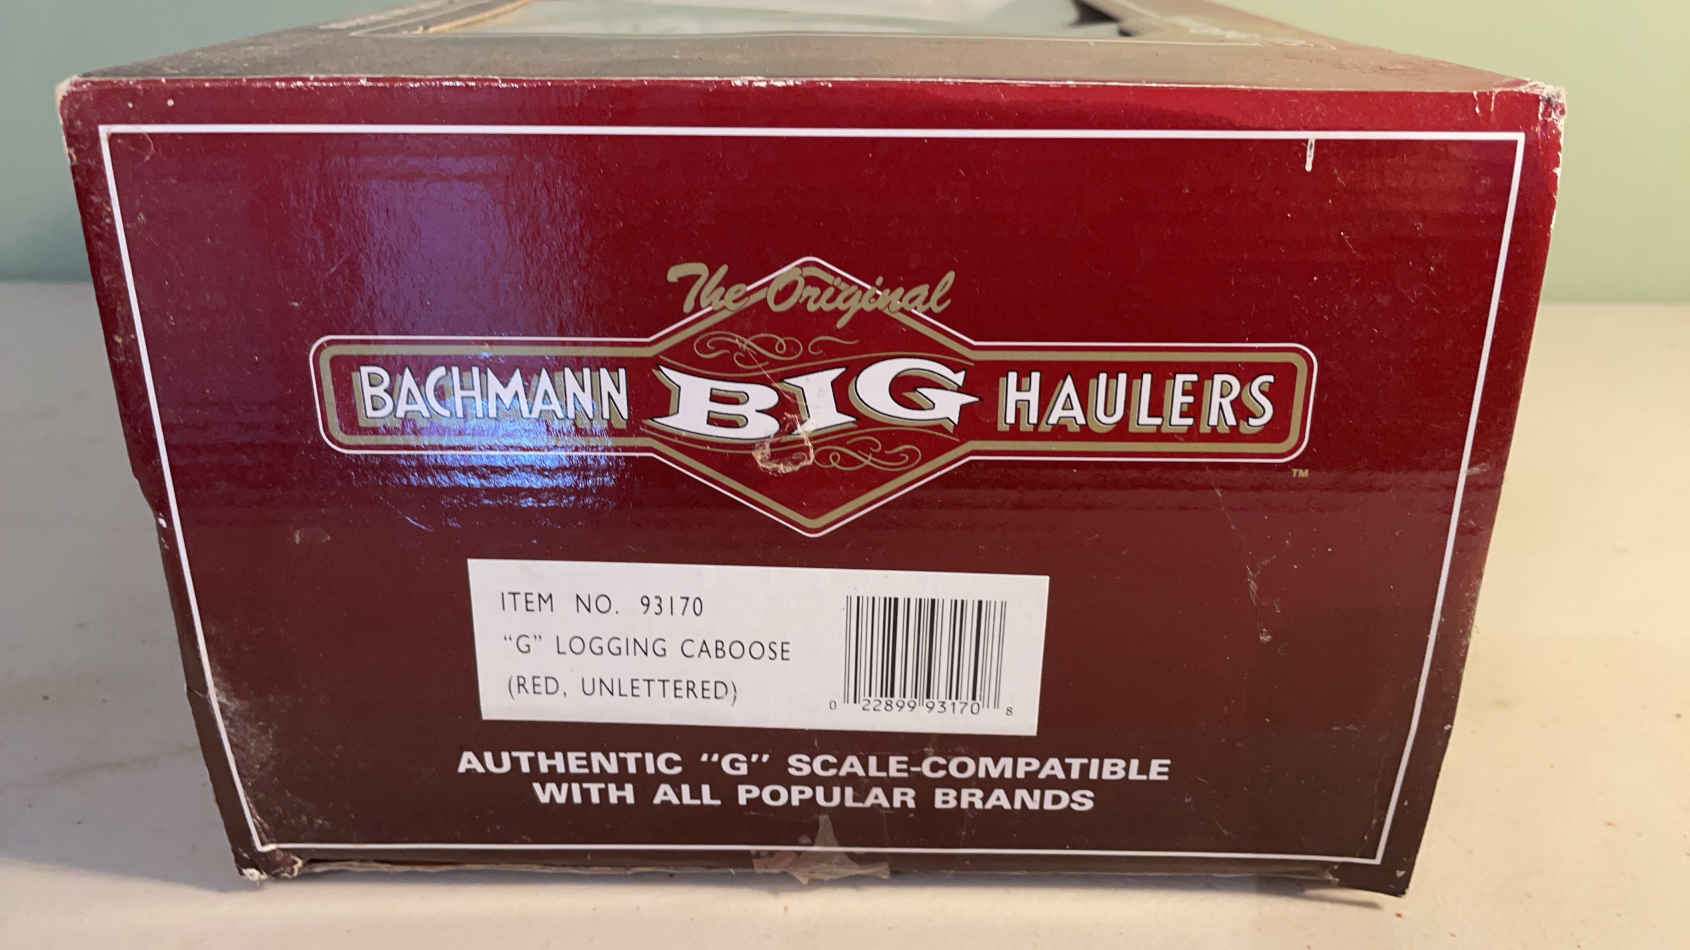 The Original
BACHMANN BIG HAULERS
TM
ITEM NO. 93170
“G” LOGGING CABOOSE
(RED, UNLETTERED)
0 22899 93170 8
AUTHENTIC “G” SCALE-COMPATIBLE
WITH ALL POPULAR BRANDS